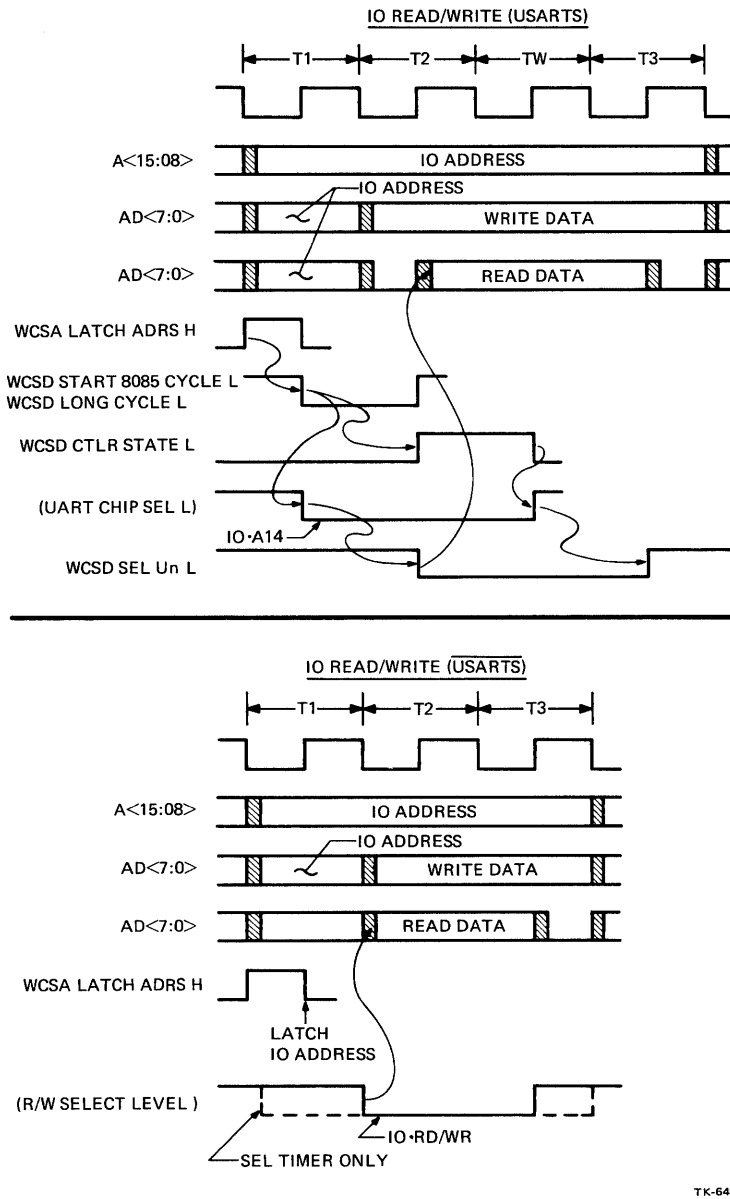 IO READ/WRITE (USARTS)
T1 T2 TW T3
A<15:08> IO ADDRESS
IO ADDRESS
AD<7:0> WRITE DATA
AD<7:0> READ DATA
WCSA LATCH ADRS H
WCSD START 8085 CYCLE L
WCSD LONG CYCLE L
WCSD CTLR STATE L
(UART CHIP SEL L)
IO•A14
WCSD SEL Un L
IO READ/WRITE (USARTS)
T1 T2 T3
A<15:08> IO ADDRESS
IO ADDRESS
AD<7:0> WRITE DATA
AD<7:0> READ DATA
WCSA LATCH ADRS H
LATCH
IO ADDRESS
(R/W SELECT LEVEL )
IO•RD/WR
SEL TIMER ONLY
TK-64